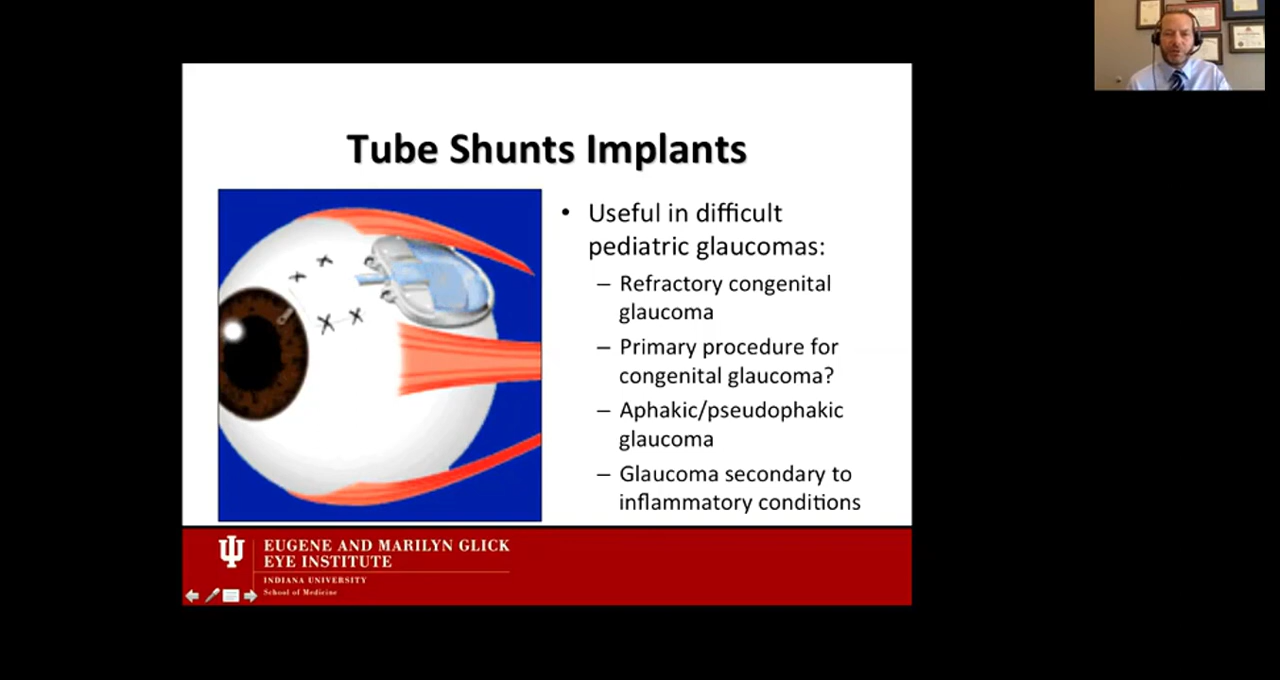 Tube Shunts Implants
• Useful in difficult
pediatric glaucomas:
– Refractory congenital
glaucoma
– Primary procedure for
congenital glaucoma?
– Aphakic/pseudophakic
glaucoma
– Glaucoma secondary to
inflammatory conditions
EUGENE AND MARILYN GLICK
EYE INSTITUTE
INDIANA UNIVERSITY
School of Medicine